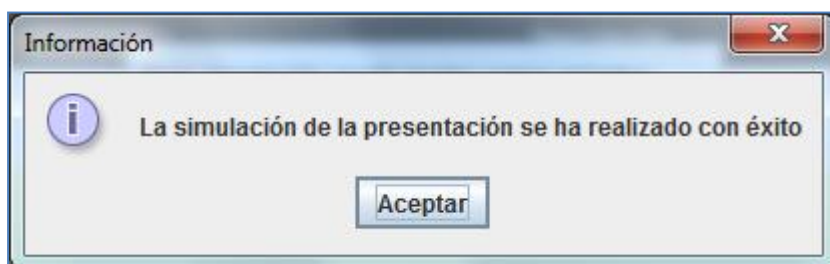 Información
La simulación de la presentación se ha realizado con éxito
Aceptar